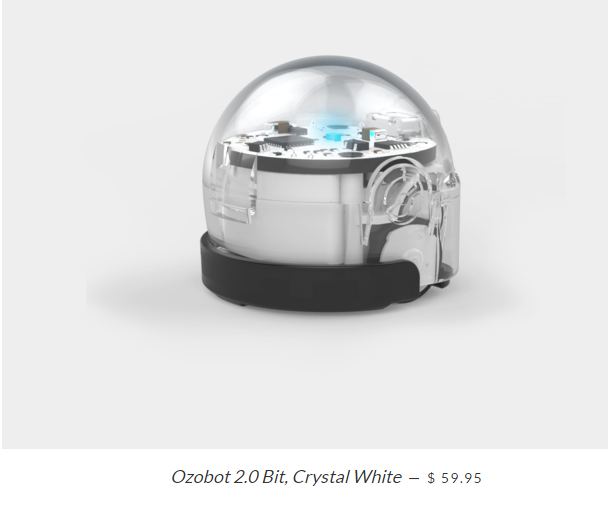 Ozobot 2.0 Bit, Crystal White – $ 59.95